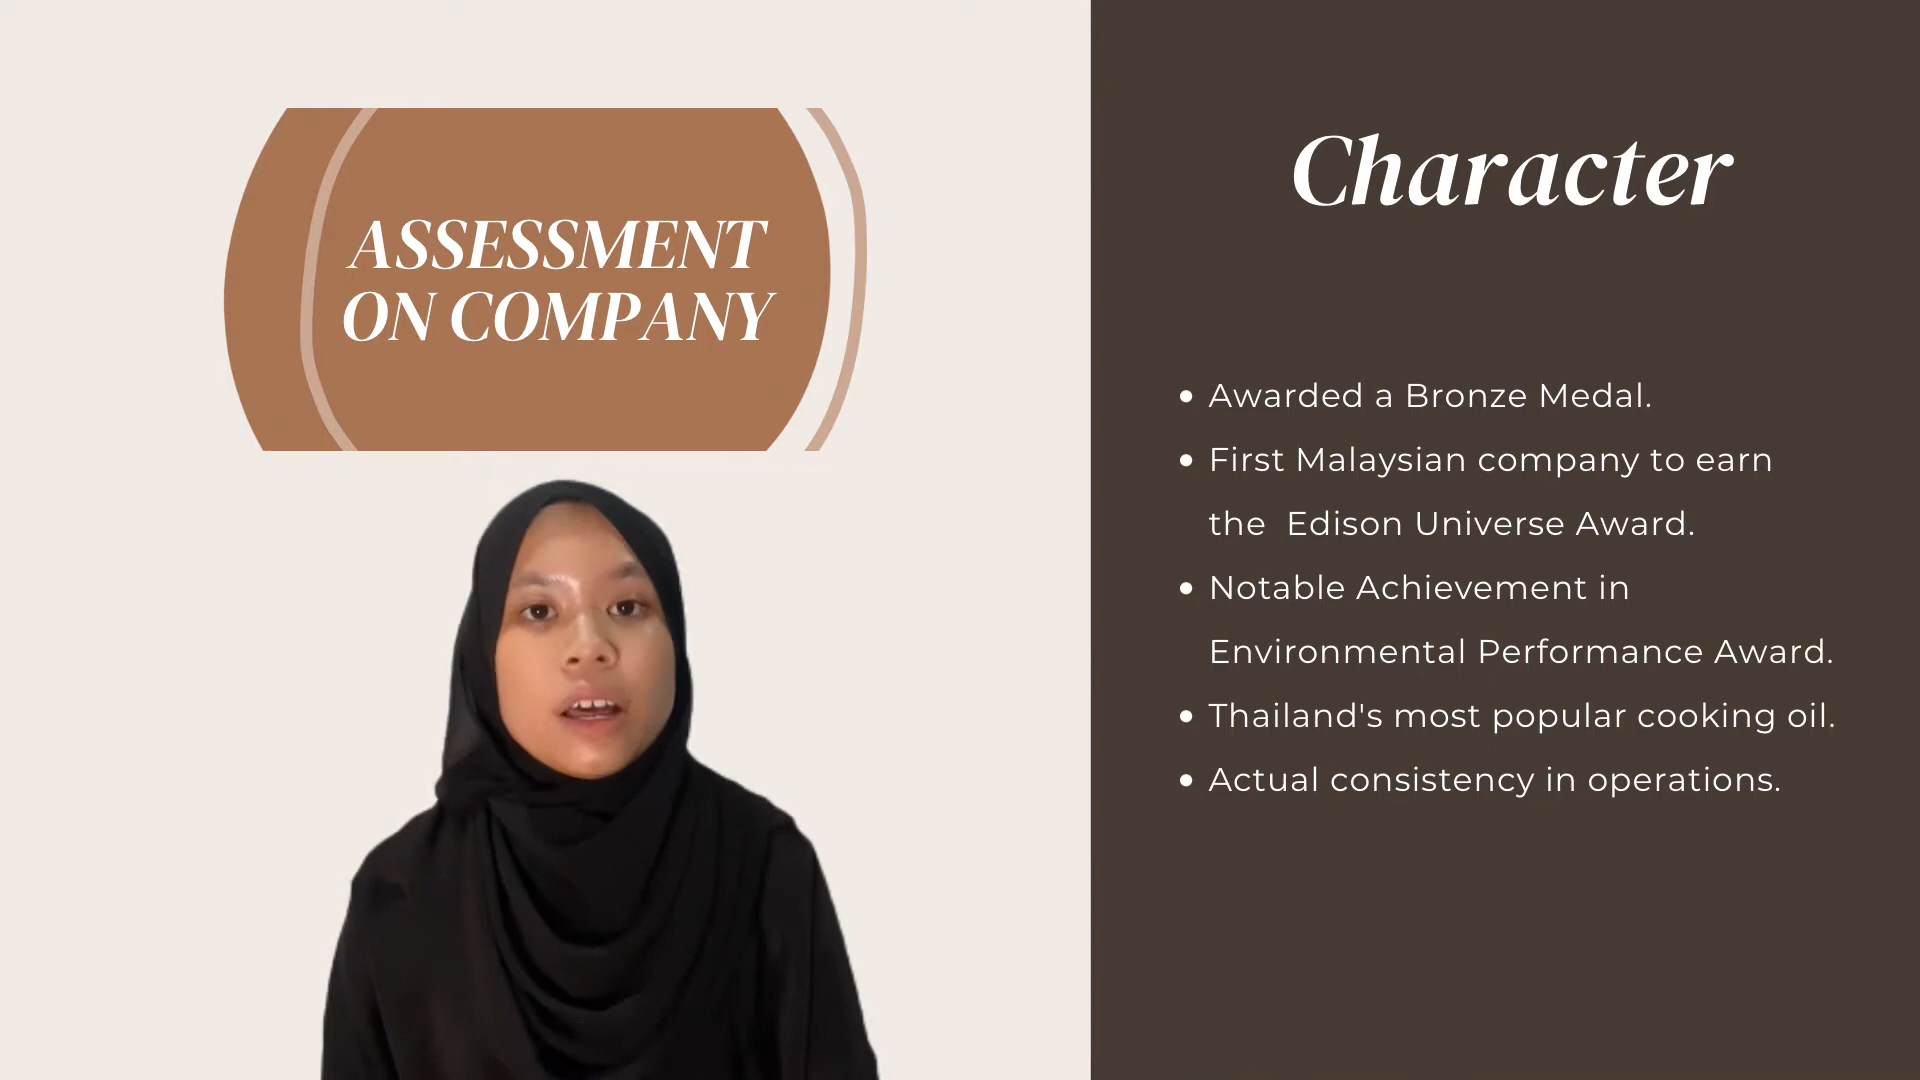 ASSESSMENT
ON COMPANY
Character
• Awarded a Bronze Medal.
• First Malaysian company to earn
the  Edison Universe Award.
• Notable Achievement in
Environmental Performance Award.
• Thailand's most popular cooking oil.
• Actual consistency in operations.